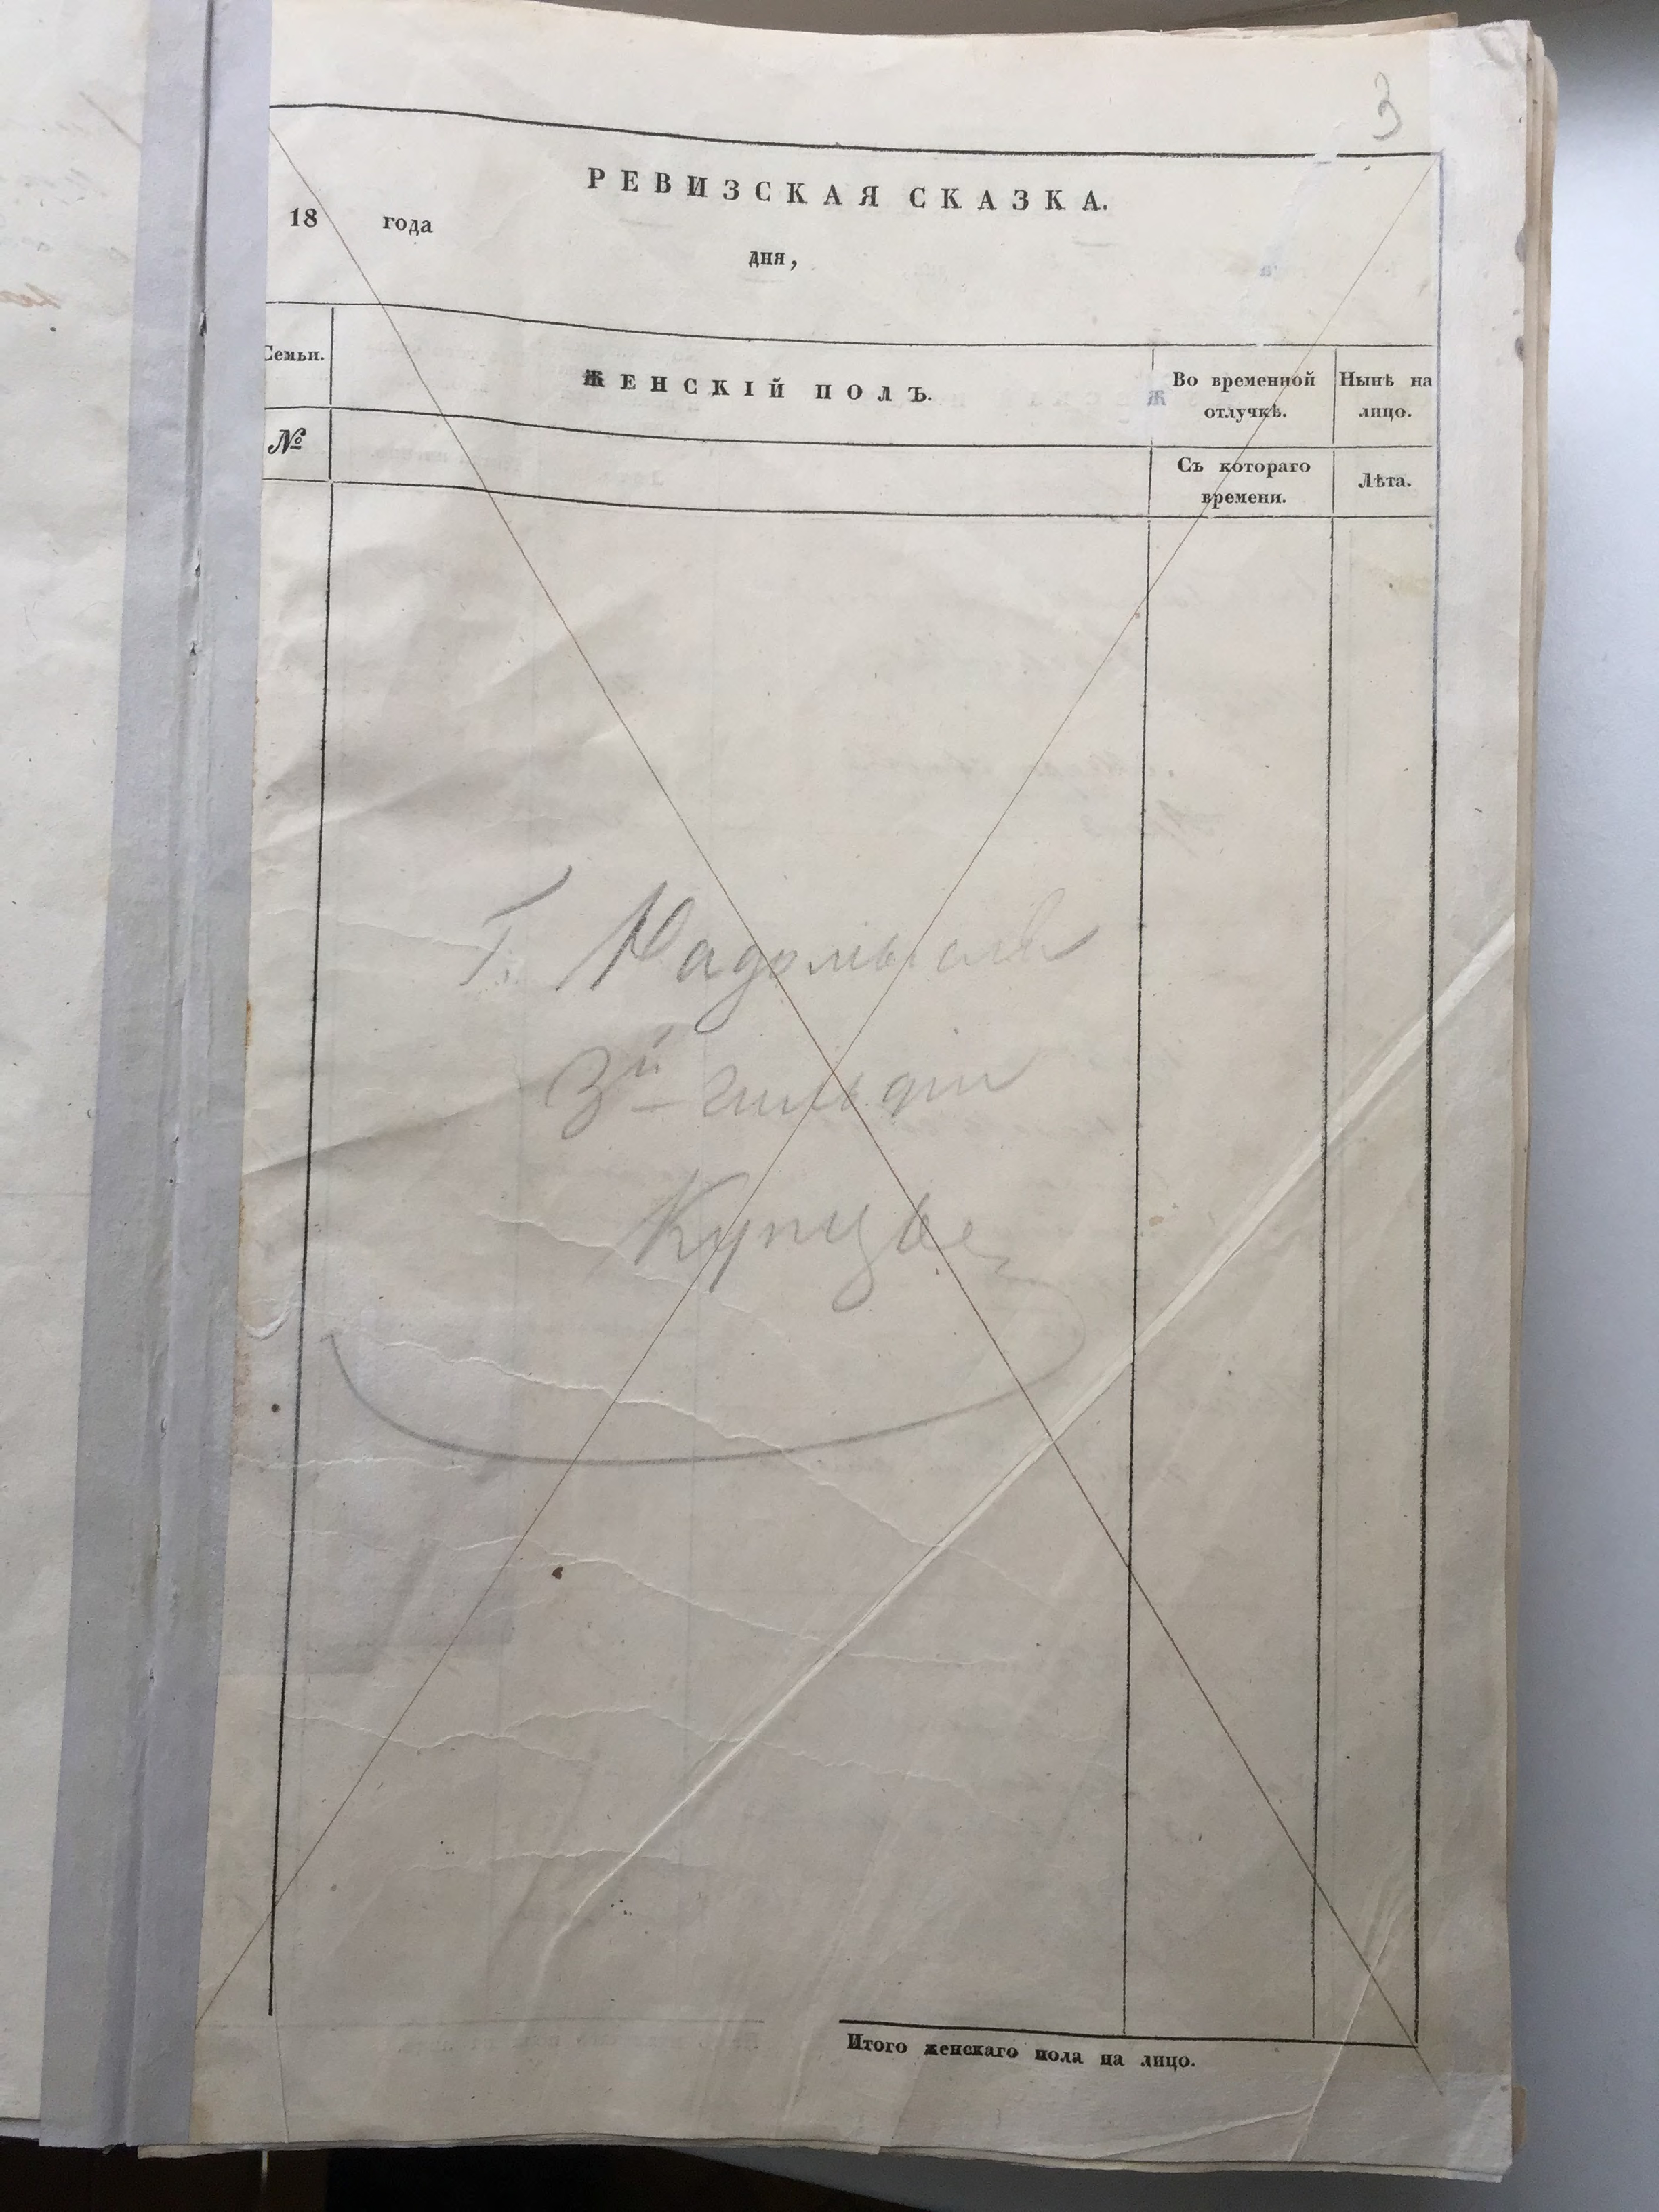 3
РЕВИЗСКАЯ СКАЗКА.
18 года
дня,
Семьи.
ЖЕНСКІЙ ПОЛЪ.
Во временной отлучкѣ.
Нынѣ на лицо.
№
Съ котораго времени.
Лѣта.
Г. Радомысль
3й гильдіи
Купцы
Итого женскаго пола на лицо.